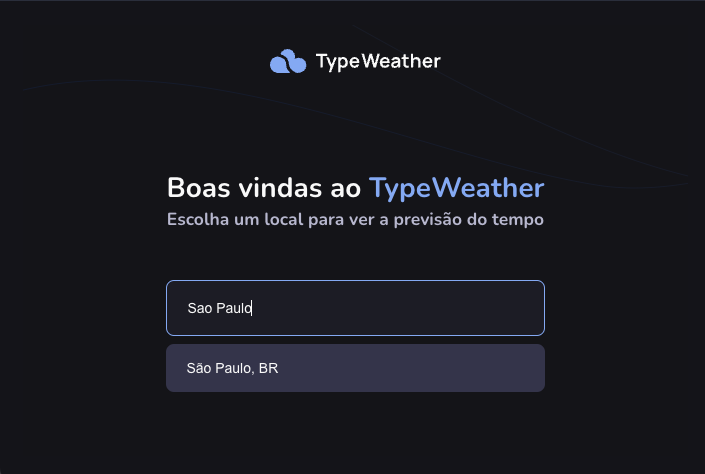 TypeWeather
Boas vindas ao TypeWeather
Escolha um local para ver a previsão do tempo
Sao Paulo
São Paulo, BR